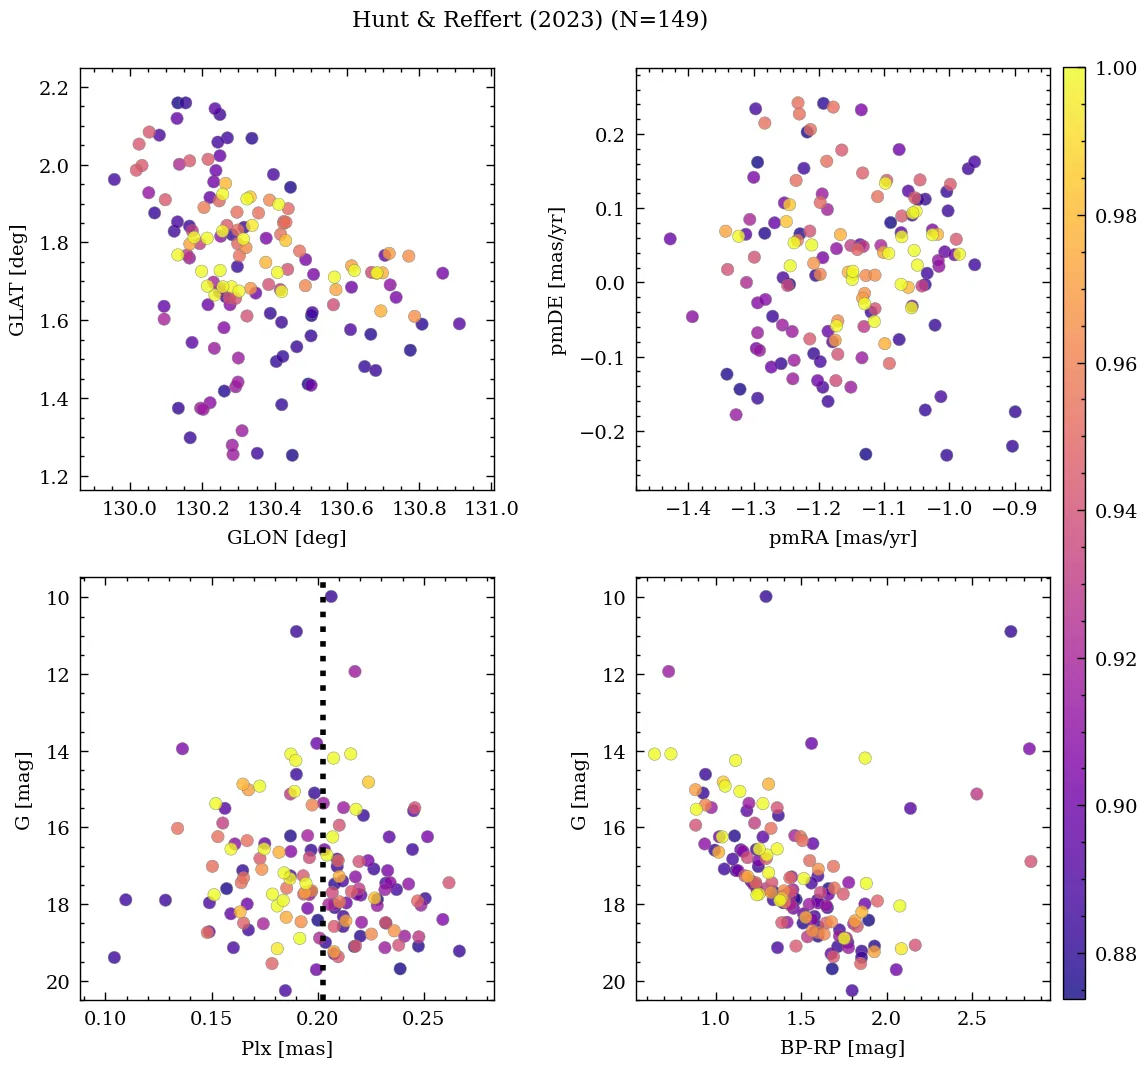 Hunt & Reffert (2023) (N=149)
2.2
2.0
1.8
1.6
1.4
1.2
GLAT [deg]
130.0 130.2 130.4 130.6 130.8 131.0
GLON [deg]
0.2
0.1
0.0
−0.1
−0.2
pmDE [mas/yr]
−1.4 −1.3 −1.2 −1.1 −1.0 −0.9
pmRA [mas/yr]
10
12
14
16
18
20
G [mag]
0.10 0.15 0.20 0.25
Plx [mas]
10
12
14
16
18
20
G [mag]
1.0 1.5 2.0 2.5
BP-RP [mag]
1.00
0.98
0.96
0.94
0.92
0.90
0.88